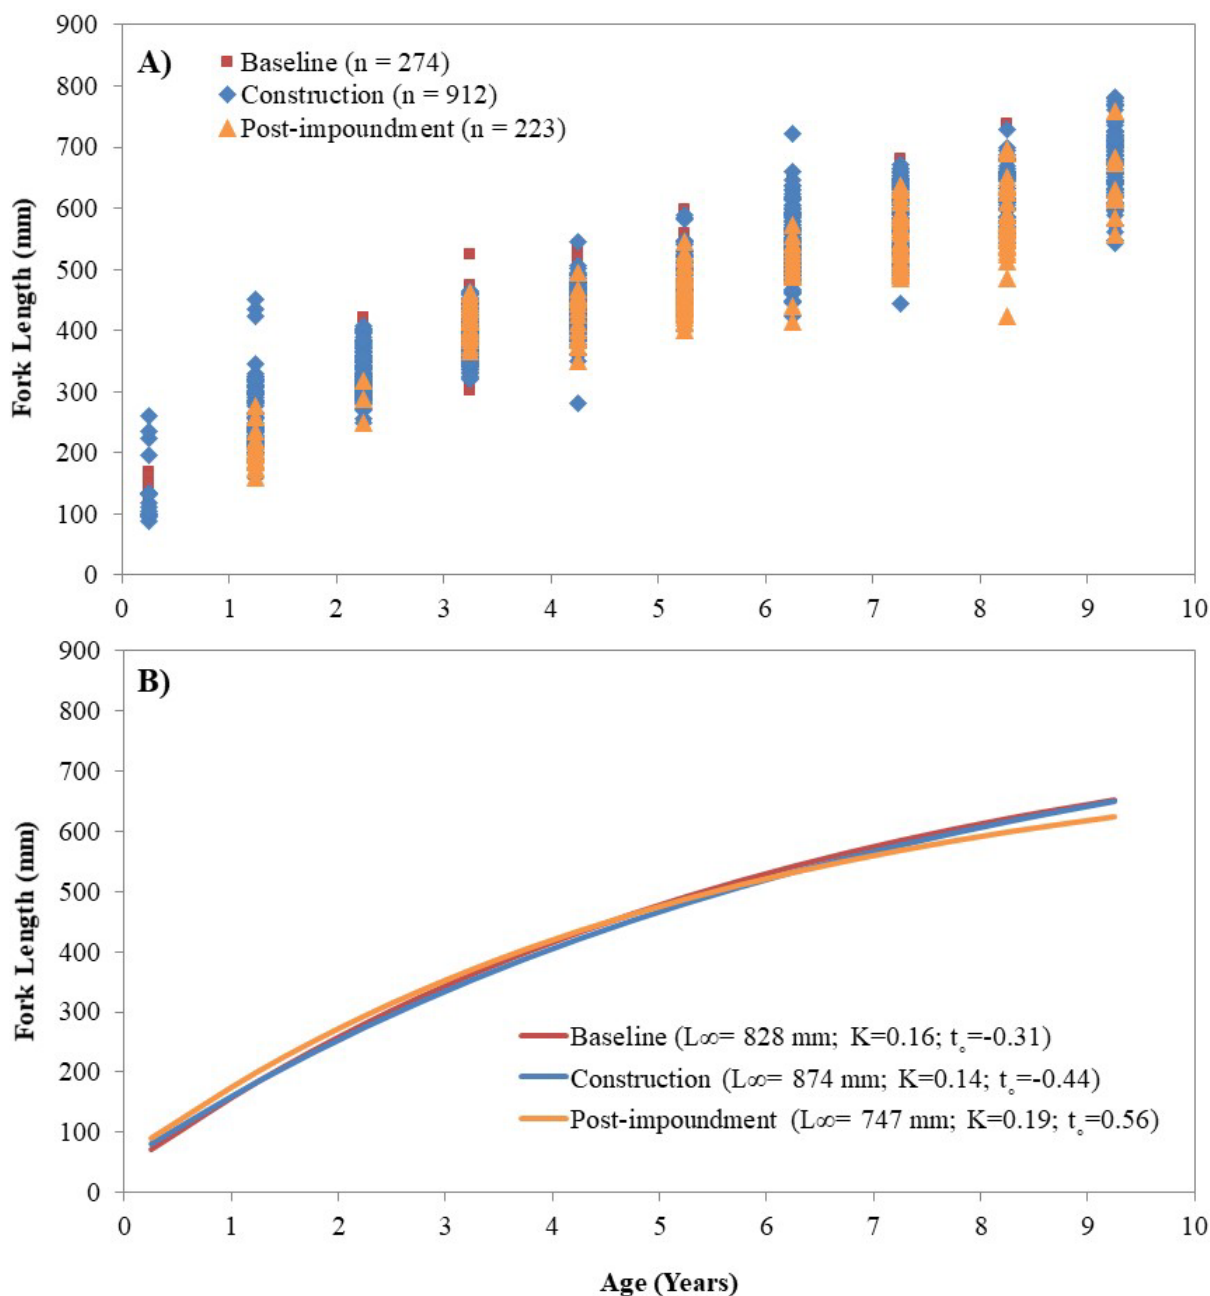 A)
Baseline (n = 274)
Construction (n = 912)
Post-impoundment (n = 223)
Fork Length (mm)
900
800
700
600
500
400
300
200
100
0
0 1 2 3 4 5 6 7 8 9 10
B)
Fork Length (mm)
900
800
700
600
500
400
300
200
100
0
Baseline (L∞= 828 mm; K=0.16; t˳=-0.31)
Construction (L∞= 874 mm; K=0.14; t˳=-0.44)
Post-impoundment (L∞= 747 mm; K=0.19; t˳=0.56)
0 1 2 3 4 5 6 7 8 9 10
Age (Years)